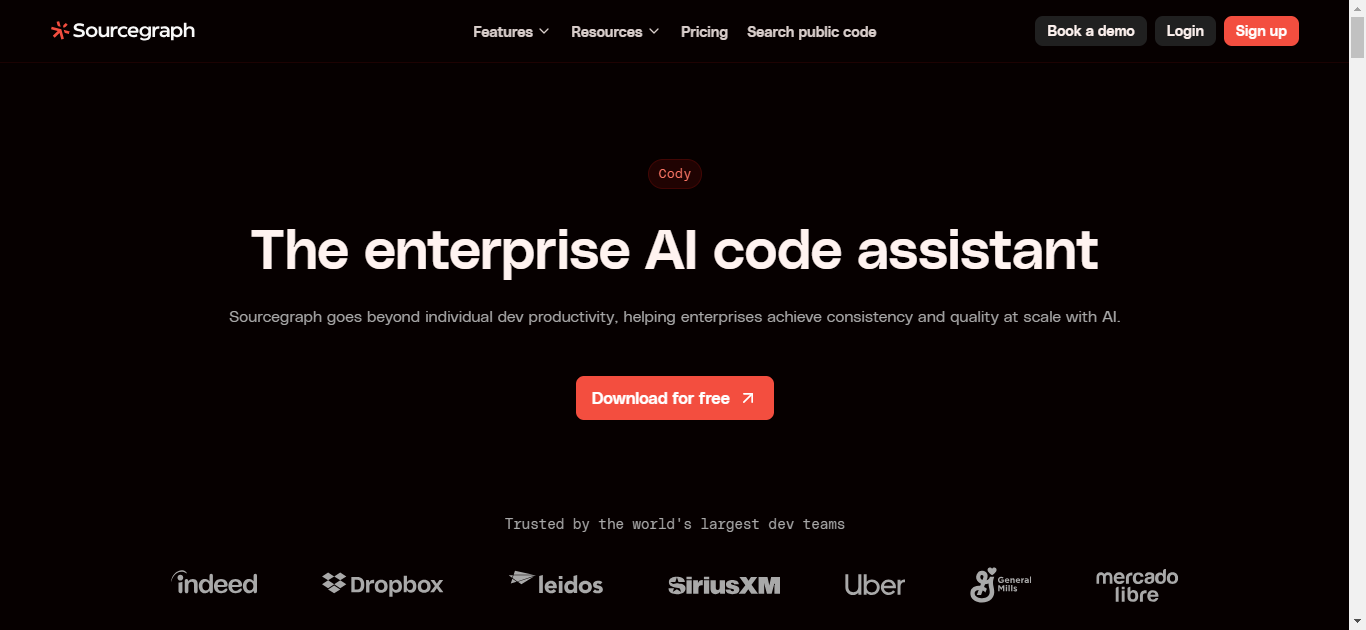 Sourcegraph
Features
Resources
Pricing
Search public code
Book a demo
Login
Sign up
Cody
The enterprise AI code assistant
Sourcegraph goes beyond individual dev productivity, helping enterprises achieve consistency and quality at scale with AI.
Download for free
Trusted by the world's largest dev teams
indeed
Dropbox
leidos
SiriusXM
Uber
General
Mills
mercado
libre